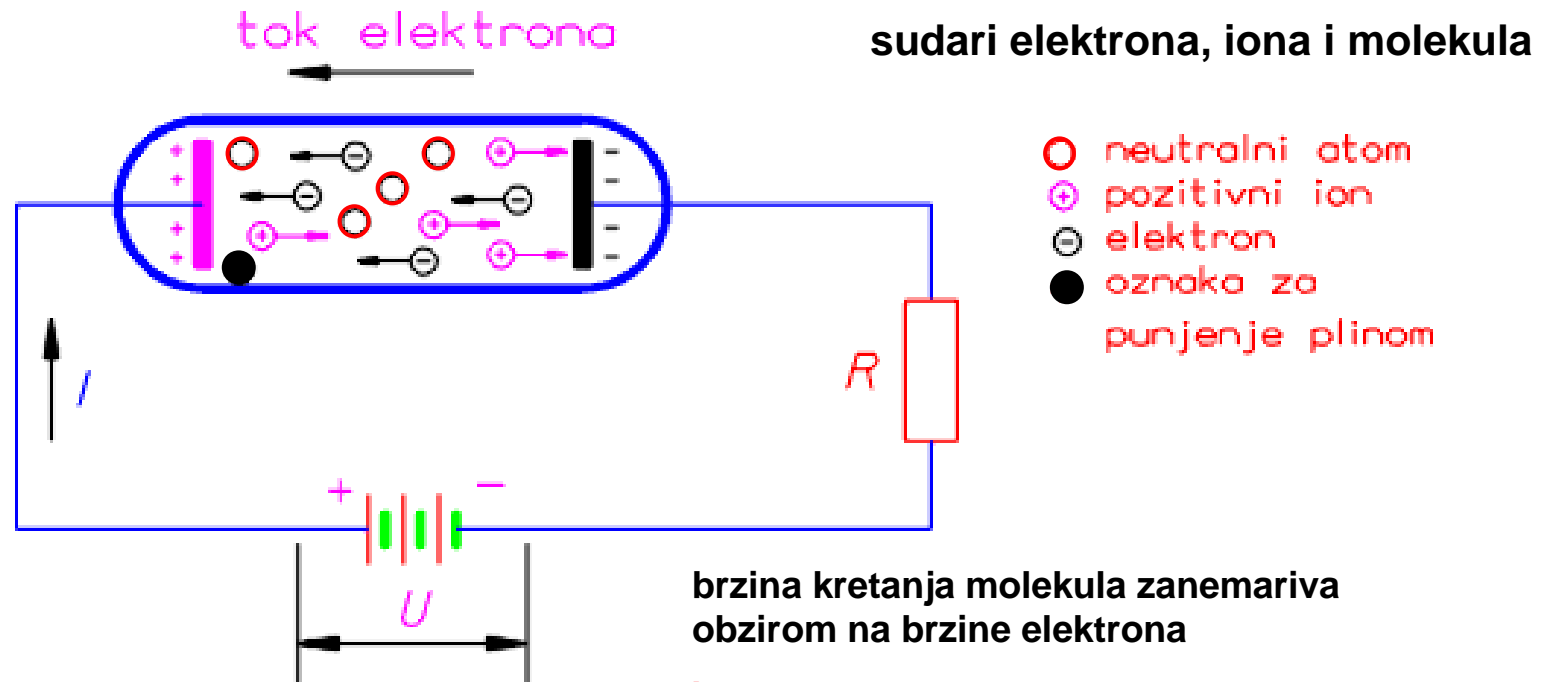 tok elektrona
sudari elektrona, iona i molekula
neutralni atom
pozitivni ion
elektron
oznaka za
punjenje plinom
I
R
+ −
U
brzina kretanja molekula zanemariva
obzirom na brzine elektrona